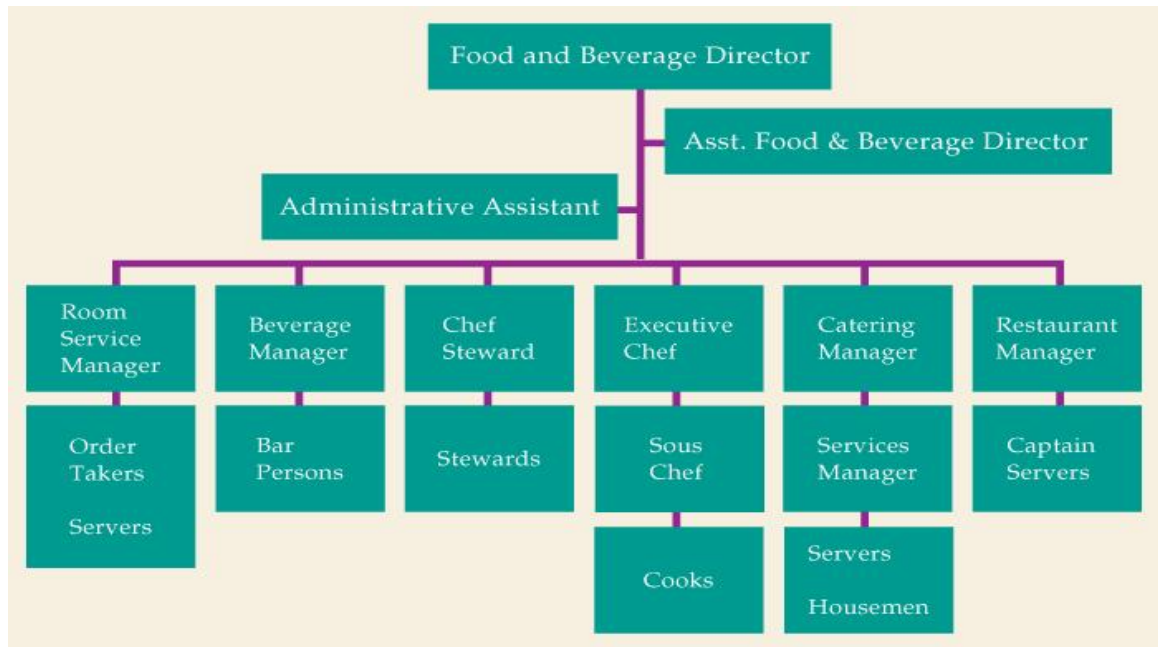 Food and Beverage Director
Asst. Food & Beverage Director
Administrative Assistant
Room
Service
Manager
Beverage
Manager
Chef
Steward
Executive
Chef
Catering
Manager
Restaurant
Manager
Order
Takers
Servers
Bar
Persons
Stewards
Sous
Chef
Services
Manager
Captain
Servers
Cooks
Servers
Housemen